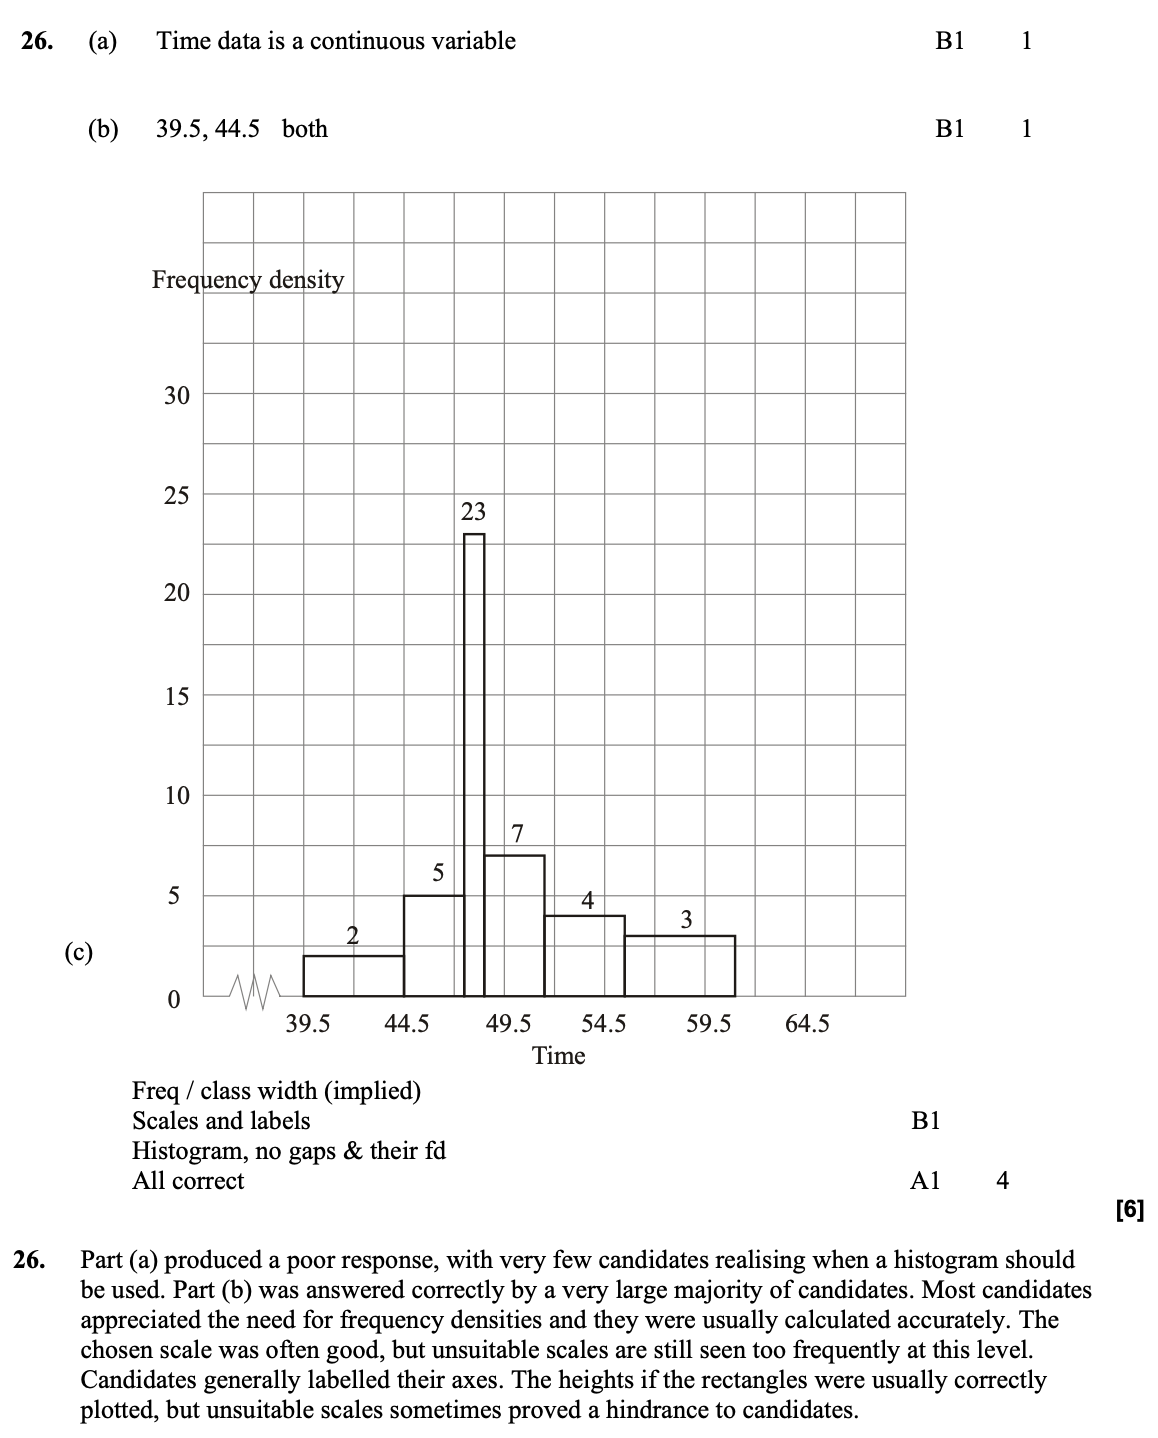 26. (a) Time data is a continuous variable B1 1
(b) 39.5, 44.5 both B1 1
Frequency density
30
25
23
20
15
10
7
5
5
4
3
2
(c)
0
39.5 44.5 49.5 54.5 59.5 64.5
Time
Freq / class width (implied)
Scales and labels B1
Histogram, no gaps & their fd
All correct A1 4
[6]
26. Part (a) produced a poor response, with very few candidates realising when a histogram should
be used. Part (b) was answered correctly by a very large majority of candidates. Most candidates
appreciated the need for frequency densities and they were usually calculated accurately. The
chosen scale was often good, but unsuitable scales are still seen too frequently at this level.
Candidates generally labelled their axes. The heights if the rectangles were usually correctly
plotted, but unsuitable scales sometimes proved a hindrance to candidates.